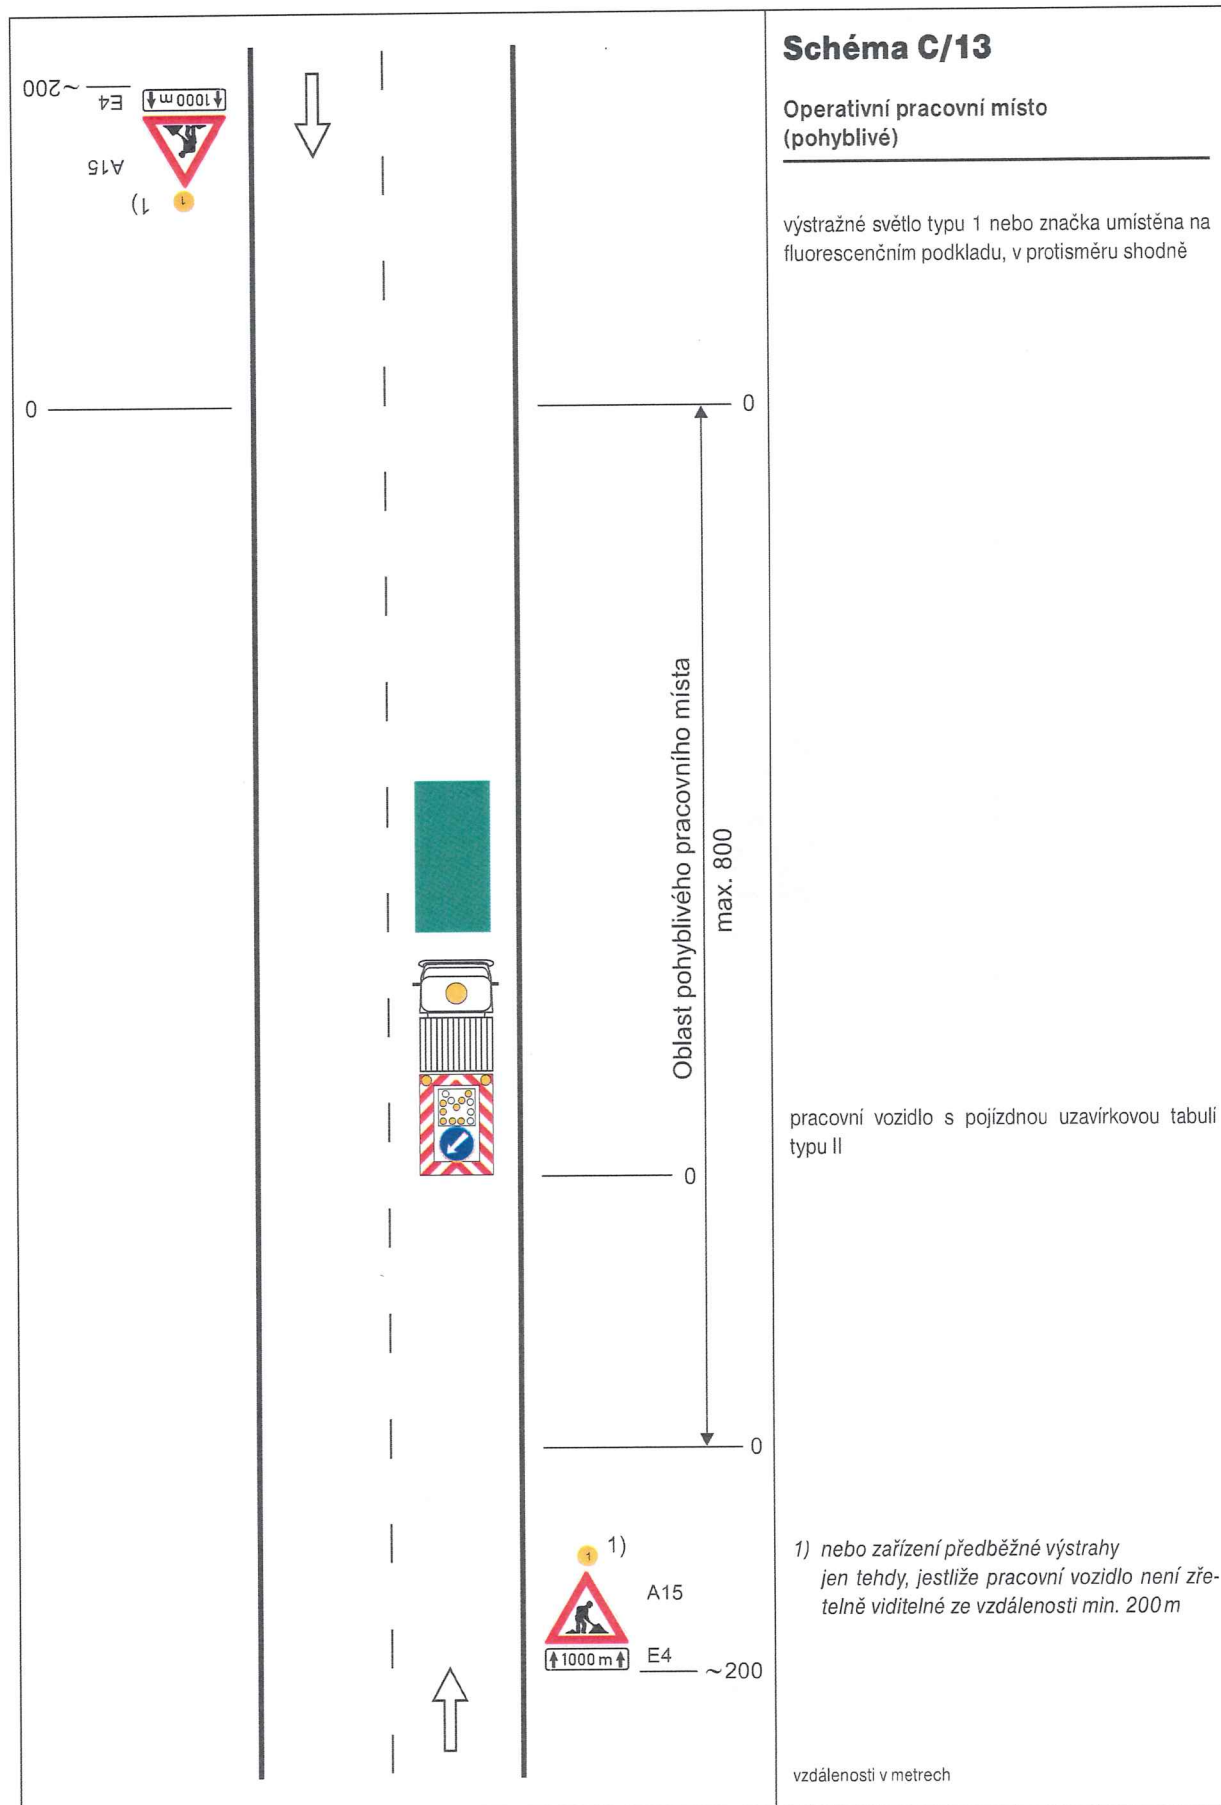 Schéma C/13
Operativní pracovní místo
(pohyblivé)
výstražné světlo typu 1 nebo značka umístěna na
fluorescenčním podkladu, v protisměru shodně
~200
E4
1000 m
A15
1)
1
0
0
Oblast pohyblivého pracovního místa
max. 800
pracovní vozidlo s pojízdnou uzavírkovou tabulí
typu II
0
0
1
1)
A15
1000 m
E4
~200
1) nebo zařízení předběžné výstrahy
jen tehdy, jestliže pracovní vozidlo není zře-
telně viditelné ze vzdálenosti min. 200 m
vzdálenosti v metrech